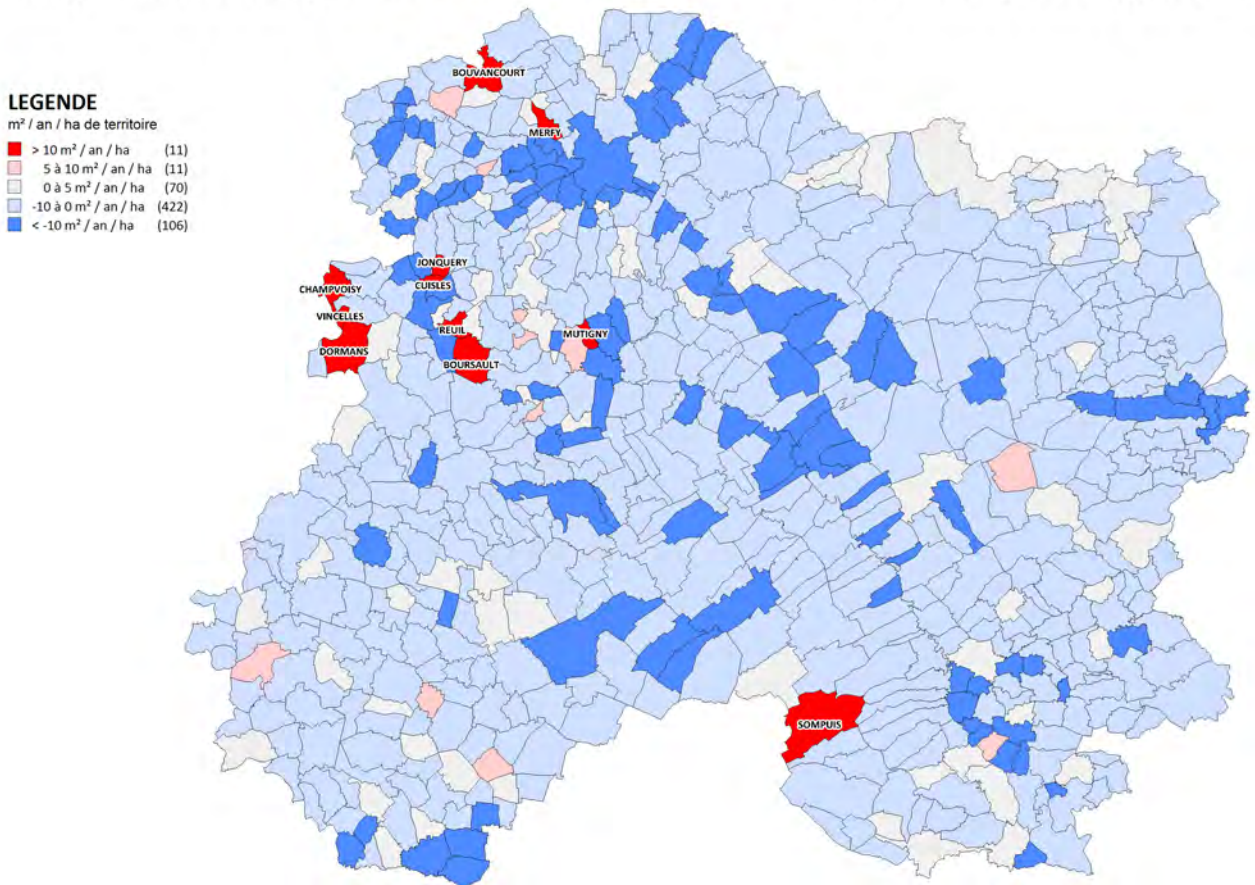 LEGENDE
m² / an / ha de territoire
> 10 m² / an / ha (11)
5 à 10 m² / an / ha (11)
0 à 5 m² / an / ha (70)
-10 à 0 m² / an / ha (422)
< -10 m² / an / ha (106)
BOUVANCOURT
MERFY
JONQUERY
CUISLES
CHAMPVOISY
VINCELLES
REUIL
MUTIGNY
DORMANS
BOURSAULT
SOMPUIS